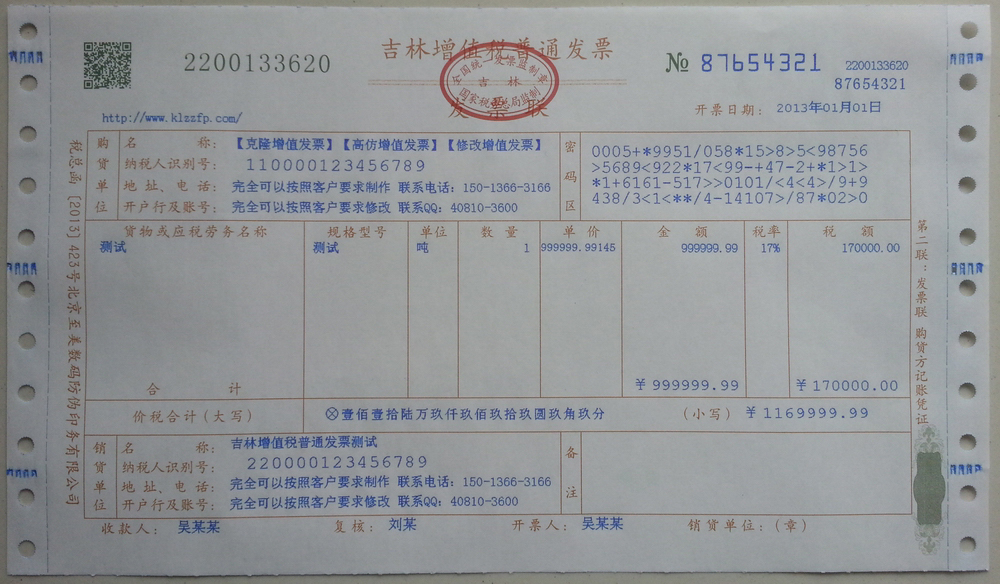 吉林增值税普通发票
发票联
全国统一发票监制章
吉林
国家税务总局监制
2200133620
№ 87654321
2200133620
87654321
http://www.klzzfp.com/
开票日期： 2013年01月01日
购货单位
名 称：【克隆增值发票】【高仿增值发票】【修改增值发票】
纳税人识别号： 110000123456789
地址、电话： 完全可以按照客户要求制作 联系电话：150-1366-3166
开户行及账号： 完全可以按照客户要求修改 联系QQ：40810-3600
密码区
0005+*9951/058*15>8>5<98756
>5689<922*17<99-+47-2+*1>1>
*1+6161-517>>0101/<4<4>/9+9
438/3<1<**/4-14107>/87*02>0
货物或应税劳务名称 规格型号 单位 数量 单价 金额 税率 税额
测试 测试 吨 1 999999.99145 999999.99 17% 170000.00
合计 ￥999999.99 ￥170000.00
价税合计（大写） ⊗壹佰壹拾陆万玖仟玖佰玖拾玖圆玖角玖分 （小写） ￥1169999.99
销货单位
名 称： 吉林增值税普通发票测试
纳税人识别号： 220000123456789
地址、电话： 完全可以按照客户要求制作 联系电话：150-1366-3166
开户行及账号： 完全可以按照客户要求修改 联系QQ：40810-3600
备注
收款人： 吴某某 复核： 刘某 开票人： 吴某某 销货单位：（章）
税总函［2013］423号北京至美数码防伪印务有限公司
第二联：发票联 购货方记账凭证